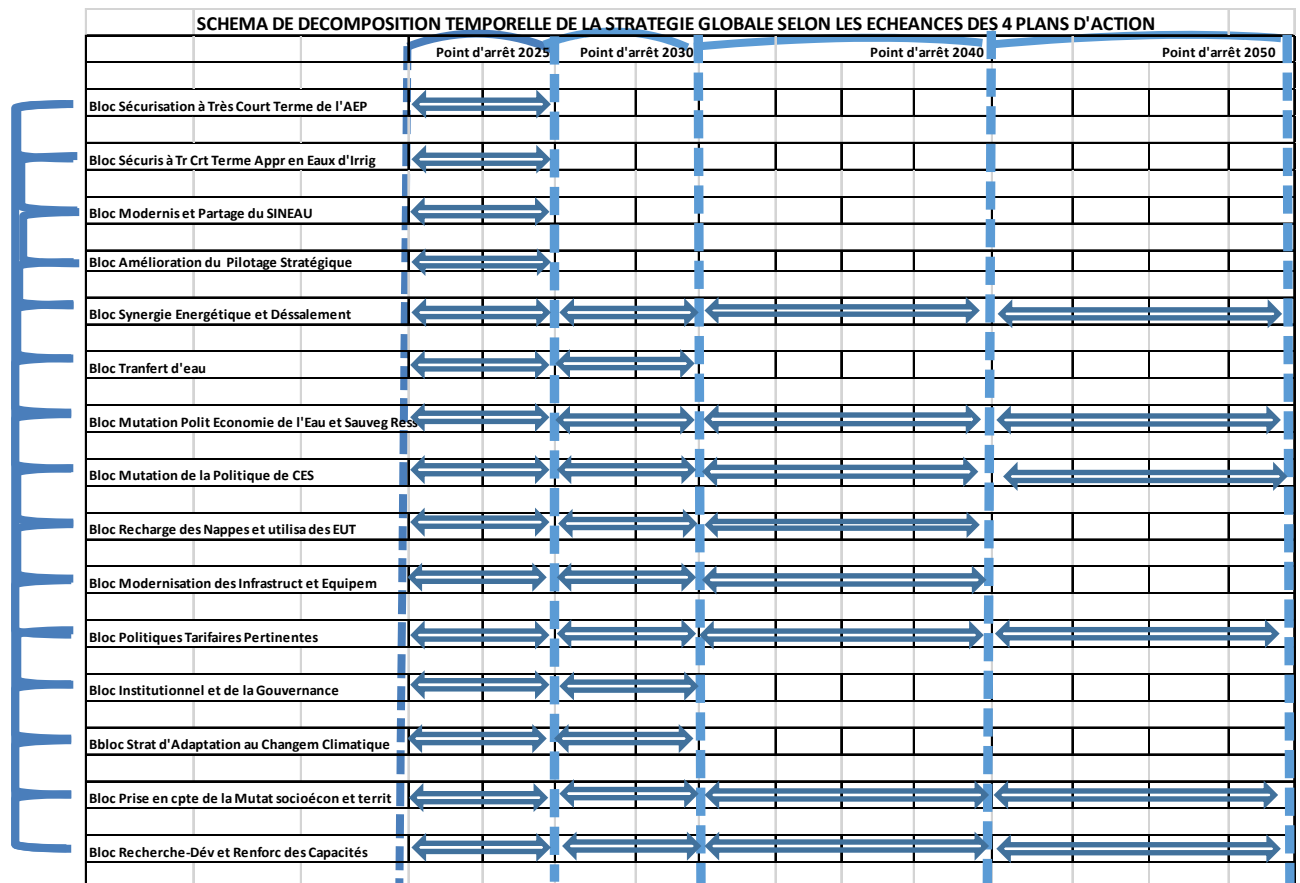 SCHEMA DE DECOMPOSITION TEMPORELLE DE LA STRATEGIE GLOBALE SELON LES ECHEANCES DES 4 PLANS D'ACTION
Point d'arrêt 2025 Point d'arrêt 2030 Point d'arrêt 2040 Point d'arrêt 2050
Bloc Sécurisation à Très Court Terme de l'AEP
Bloc Sécuris à Tr Crt Terme Appr en Eaux d'Irrig
Bloc Modernis et Partage du SINEAU
Bloc Amélioration du Pilotage Stratégique
Bloc Synergie Energétique et Déssalement
Bloc Tranfert d'eau
Bloc Mutation Polit Economie de l'Eau et Sauveg Ress
Bloc Mutation de la Politique de CES
Bloc Recharge des Nappes et utilisa des EUT
Bloc Modernisation des Infrastruct et Equipem
Bloc Politiques Tarifaires Pertinentes
Bloc Institutionnel et de la Gouvernance
Bbloc Strat d'Adaptation au Changem Climatique
Bloc Prise en cpte de la Mutat socioécon et territ
Bloc Recherche-Dév et Renforc des Capacités